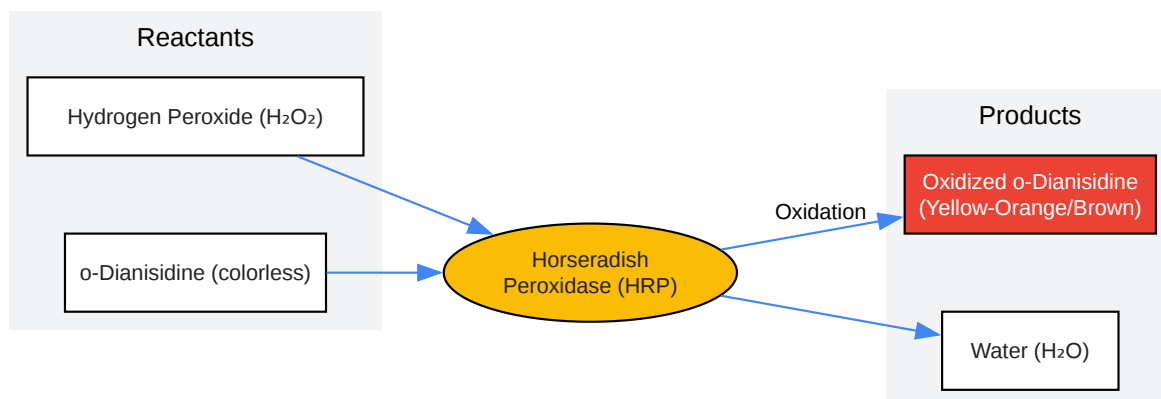 Reactants
Hydrogen Peroxide (H₂O₂)
o-Dianisidine (colorless)
Horseradish
Peroxidase (HRP)
Oxidation
Products
Oxidized o-Dianisidine
(Yellow-Orange/Brown)
Water (H₂O)